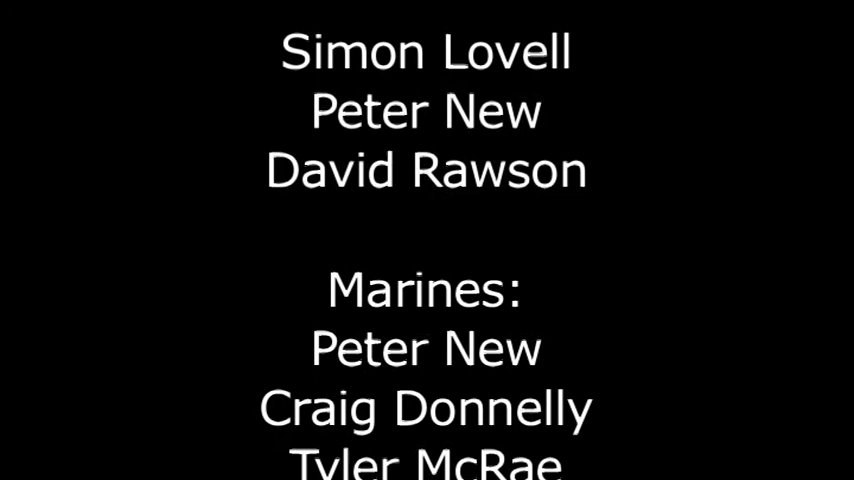 Simon Lovell
Peter New
David Rawson
Marines:
Peter New
Craig Donnelly
Tyler McRae